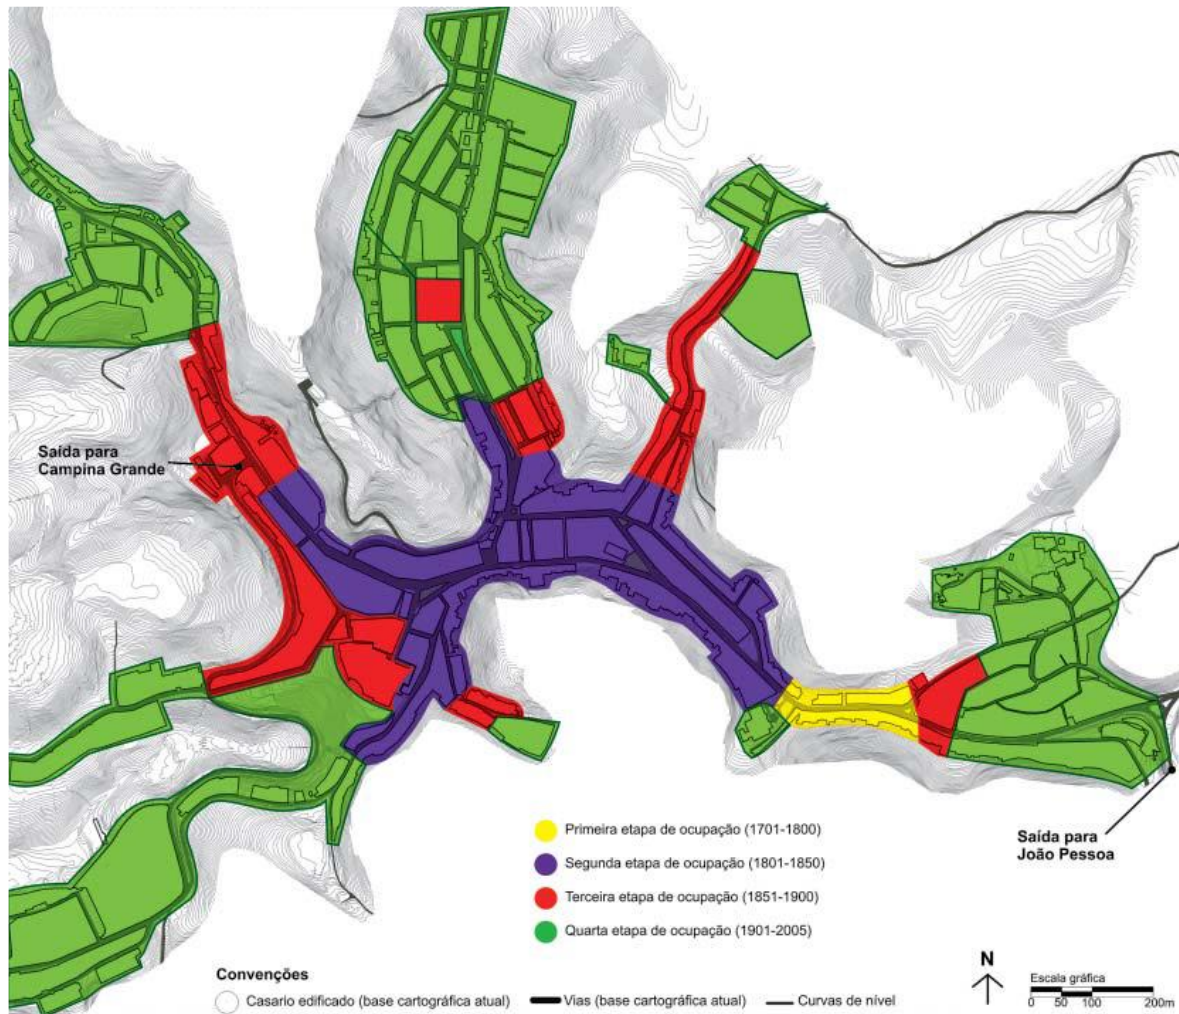 Saída para
Campina Grande
Saída para
João Pessoa
Primeira etapa de ocupação (1701-1800)
Segunda etapa de ocupação (1801-1850)
Terceira etapa de ocupação (1851-1900)
Quarta etapa de ocupação (1901-2005)
Convenções
Casario edificado (base cartográfica atual)
Vias (base cartográfica atual)
Curvas de nível
N
Escala gráfica
0 50 100 200m